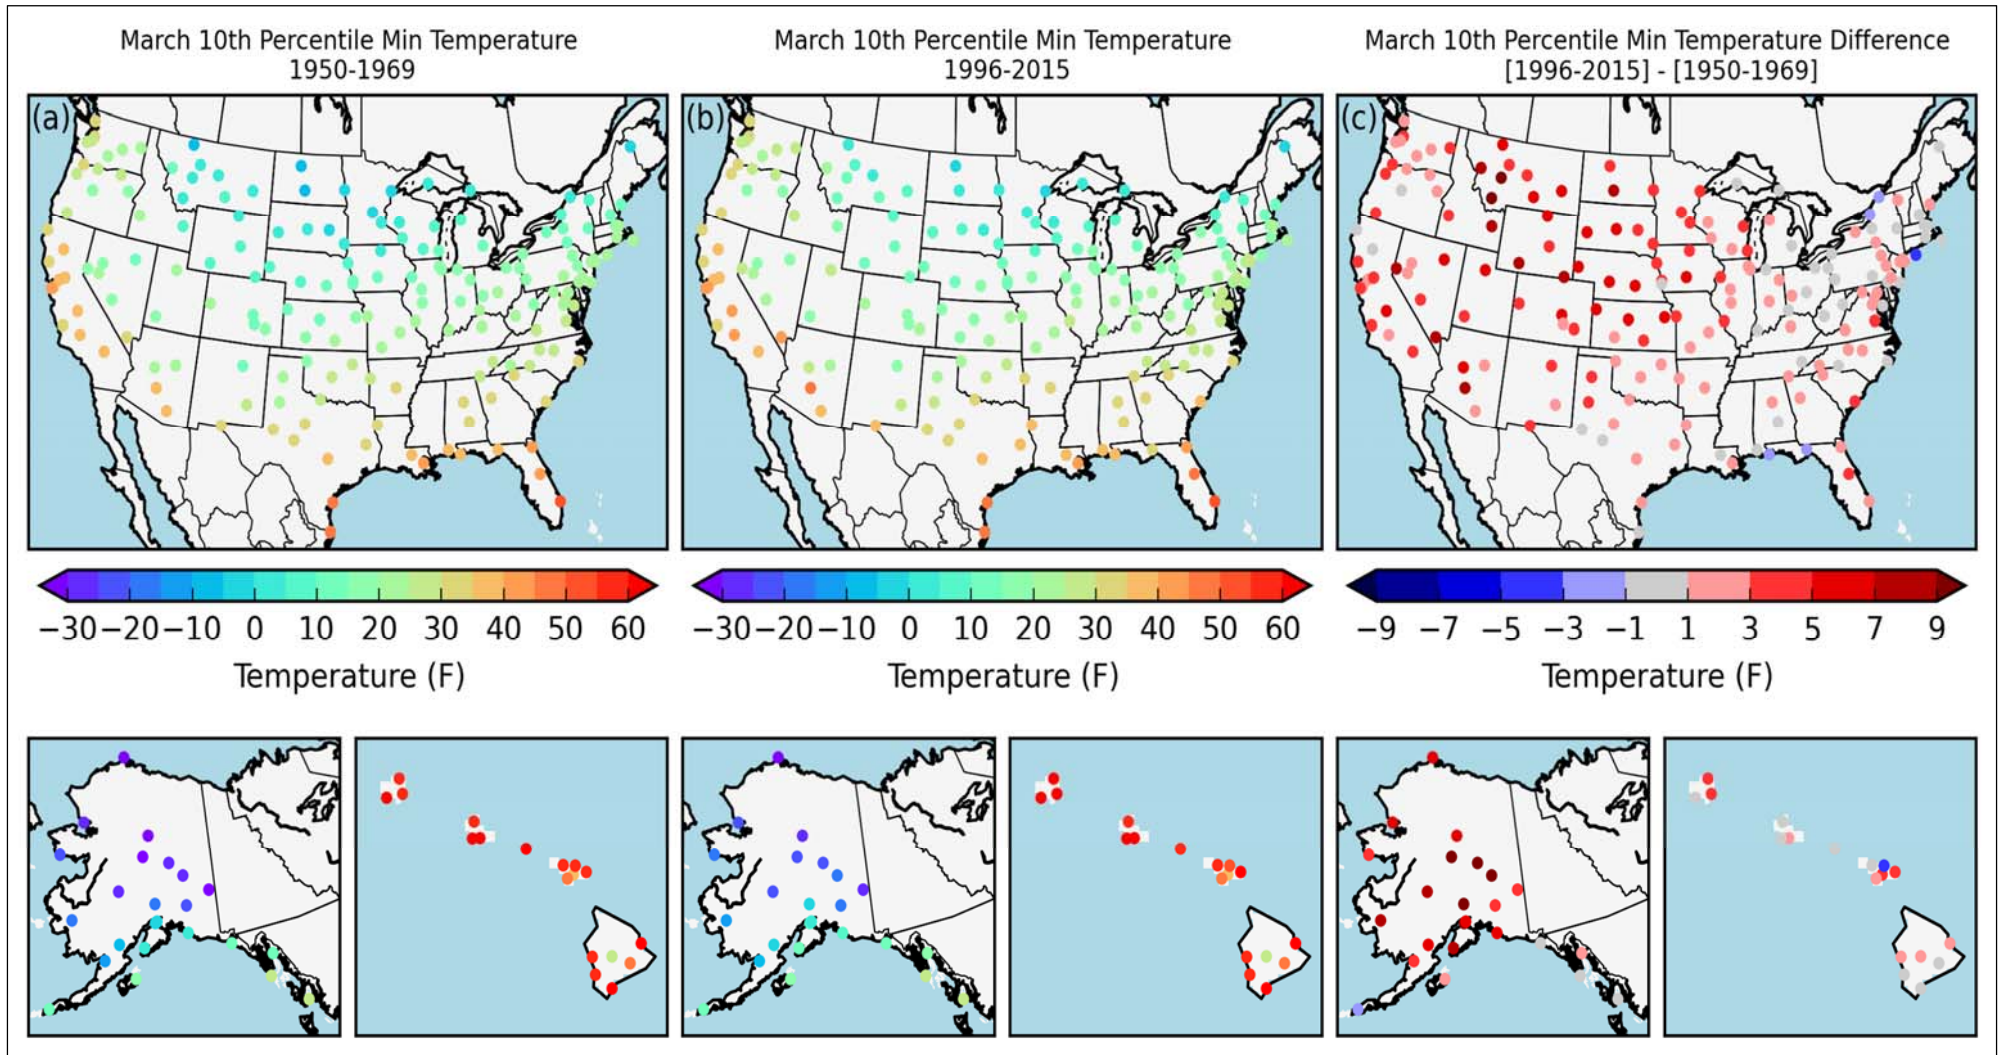 March 10th Percentile Min Temperature
1950-1969
March 10th Percentile Min Temperature
1996-2015
March 10th Percentile Min Temperature Difference
[1996-2015] - [1950-1969]
(a)
(b)
(c)
−30 −20 −10 0 10 20 30 40 50 60
Temperature (F)
−30 −20 −10 0 10 20 30 40 50 60
Temperature (F)
−9 −7 −5 −3 −1 1 3 5 7 9
Temperature (F)